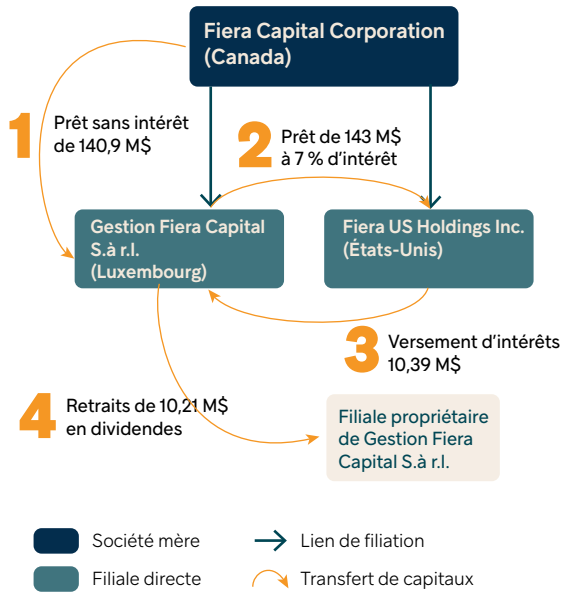 Fiera Capital Corporation
(Canada)
1
Prêt sans intérêt
de 140,9 M$
2
Prêt de 143 M$
à 7 % d’intérêt
Gestion Fiera Capital
S.à r.l.
(Luxembourg)
Fiera US Holdings Inc.
(États-Unis)
3
Versement d’intérêts
10,39 M$
4
Retraits de 10,21 M$
en dividendes
Filiale propriétaire
de Gestion Fiera
Capital S.à r.l.
Société mère
Lien de filiation
Filiale directe
Transfert de capitaux